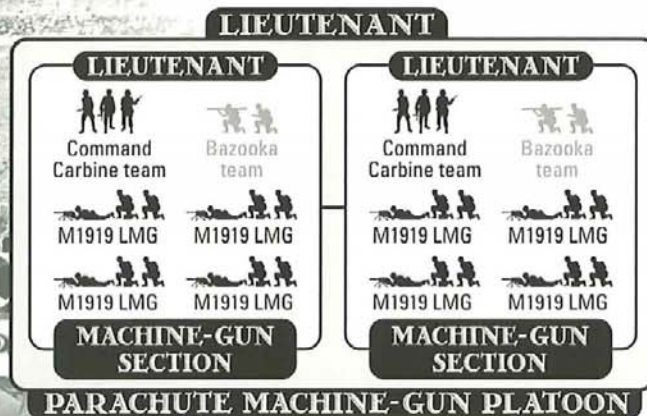 LIEUTENANT
LIEUTENANT
Command
Carbine team
Bazooka
team
M1919 LMG
M1919 LMG
M1919 LMG
M1919 LMG
MACHINE-GUN
SECTION
LIEUTENANT
Command
Carbine team
Bazooka
team
M1919 LMG
M1919 LMG
M1919 LMG
M1919 LMG
MACHINE-GUN
SECTION
PARACHUTE MACHINE-GUN PLATOON